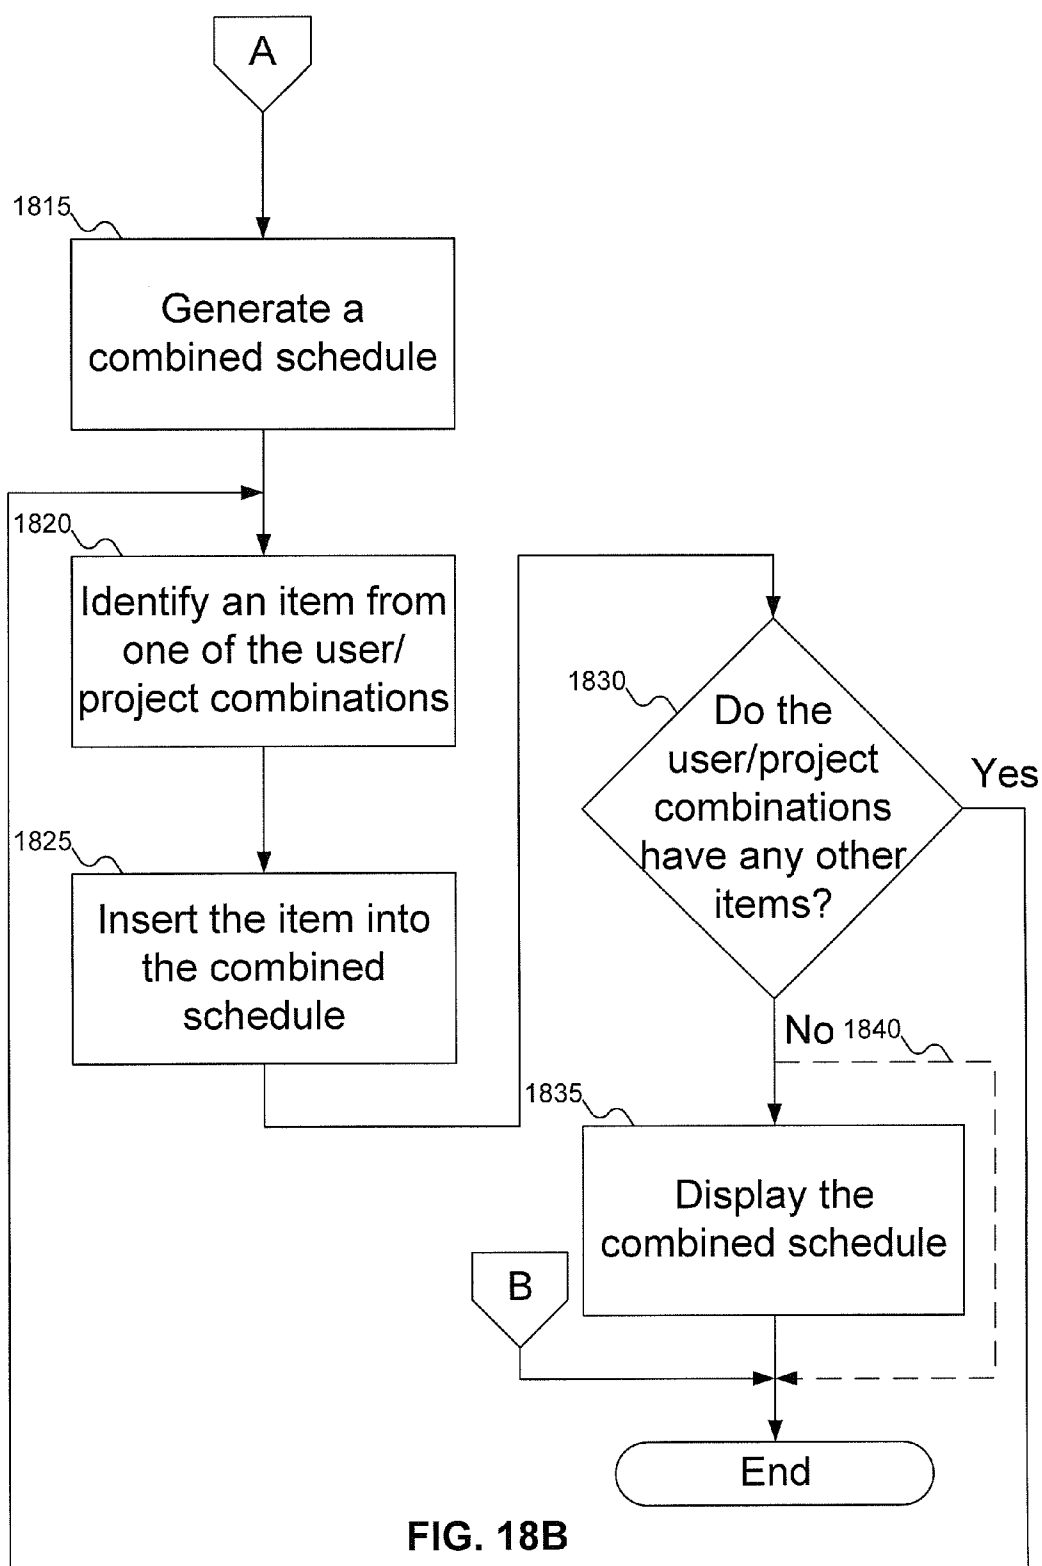 A
1815
Generate a
combined schedule
1820
Identify an item from
one of the user/
project combinations
1825
Insert the item into
the combined
schedule
1830
Do the
user/project
combinations
have any other
items?
Yes
No
1840
1835
Display the
combined schedule
B
End
FIG. 18B